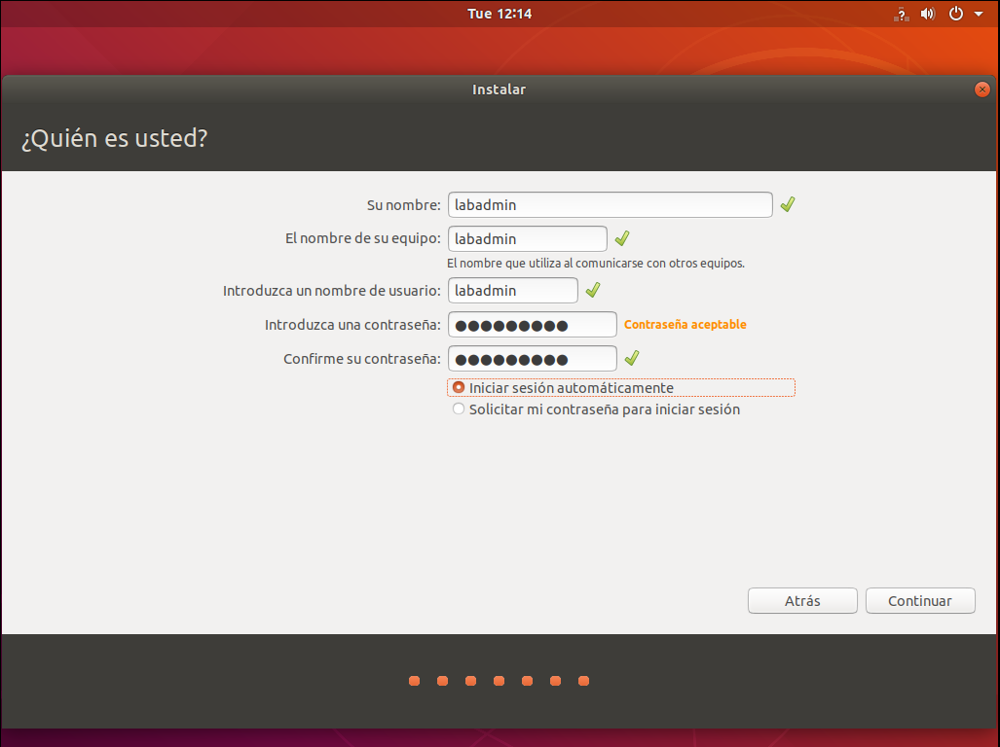 Tue 12:14
Instalar
¿Quién es usted?
Su nombre: labadmin
El nombre de su equipo: labadmin
El nombre que utiliza al comunicarse con otros equipos.
Introduzca un nombre de usuario: labadmin
Introduzca una contraseña: ●●●●●●●●● Contraseña aceptable
Confirme su contraseña: ●●●●●●●●●
Iniciar sesión automáticamente
Solicitar mi contraseña para iniciar sesión
Atrás Continuar